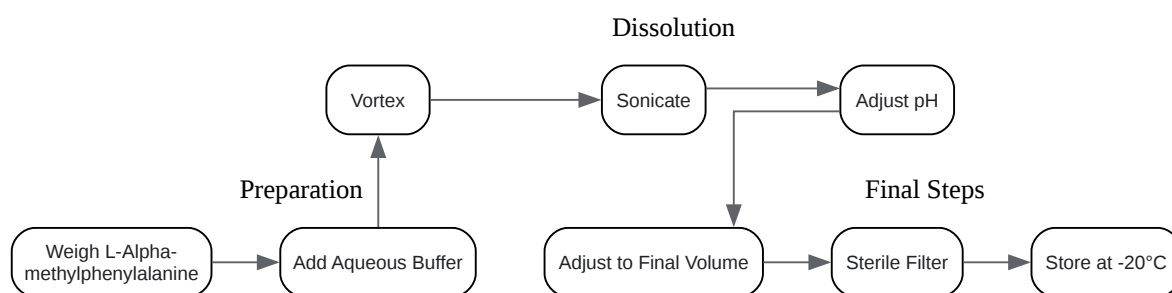 Dissolution
Vortex
Sonicate
Adjust pH
Preparation
Final Steps
Weigh L-Alpha-
methylphenylalanine
Add Aqueous Buffer
Adjust to Final Volume
Sterile Filter
Store at -20°C